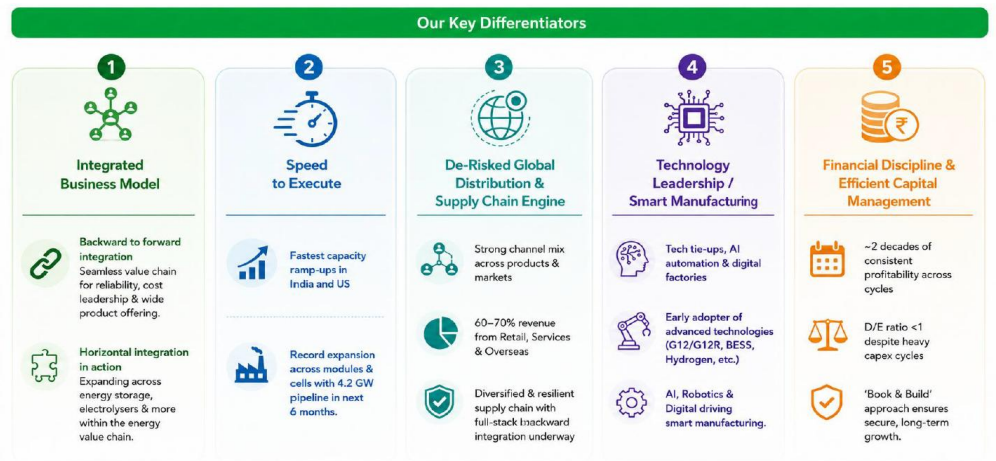 Our Key Differentiators
1
Integrated
Business Model
Backward to forward
integration
Seamless value chain
for reliability, cost
leadership & wide
product offering.
Horizontal integration
in action
Expanding across
energy storage,
electrolysers & more
within the energy
value chain.
2
Speed
to Execute
Fastest capacity
ramp-ups in
India and US
Record expansion
across modules &
cells with 4.2 GW
pipeline in next
6 months.
3
De-Risked Global
Distribution &
Supply Chain Engine
Strong channel mix
across products &
markets
60–70% revenue
from Retail, Services
& Overseas
Diversified & resilient
supply chain with
full-stack backward
integration underway
4
Technology
Leadership /
Smart Manufacturing
Tech tie-ups, AI
automation & digital
factories
Early adopter of
advanced technologies
(G12/G12R, BESS,
Hydrogen, etc.)
AI, Robotics &
Digital driving
smart manufacturing.
5
₹
Financial Discipline &
Efficient Capital
Management
~2 decades of
consistent
profitability across
cycles
D/E ratio <1
despite heavy
capex cycles
‘Book & Build’
approach ensures
secure, long-term
growth.